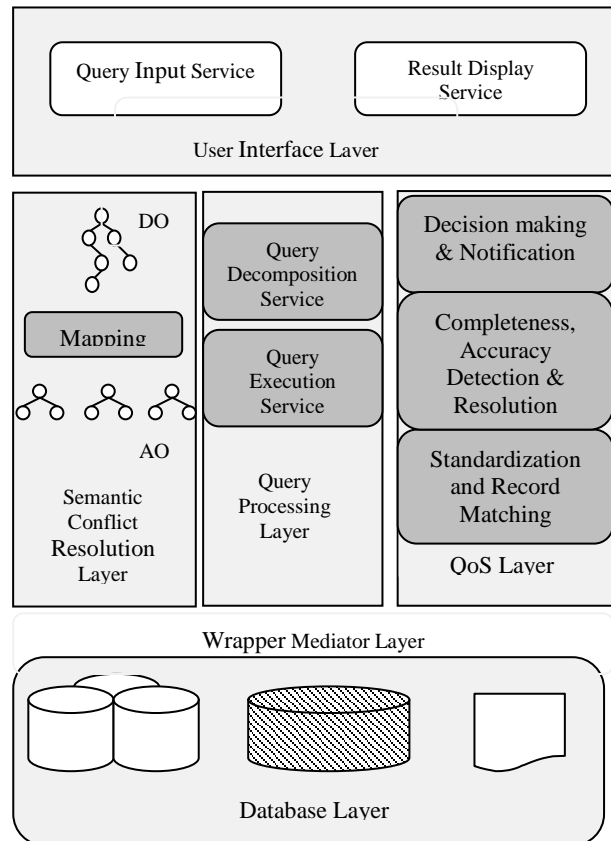 Query Input Service
Result Display
Service
User Interface Layer
DO
Mapping
AO
Semantic
Conflict
Resolution
Layer
Query
Decomposition
Service
Query
Execution
Service
Query
Processing
Layer
Decision making
& Notification
Completeness,
Accuracy
Detection &
Resolution
Standardization
and Record
Matching
QoS Layer
Wrapper Mediator Layer
Database Layer